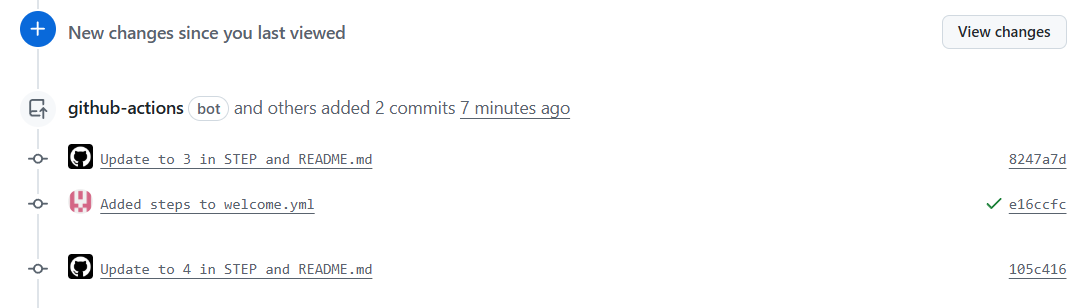 New changes since you last viewed
View changes
github-actions bot and others added 2 commits 7 minutes ago
Update to 3 in STEP and README.md 8247a7d
Added steps to welcome.yml e16ccfc
Update to 4 in STEP and README.md 105c416